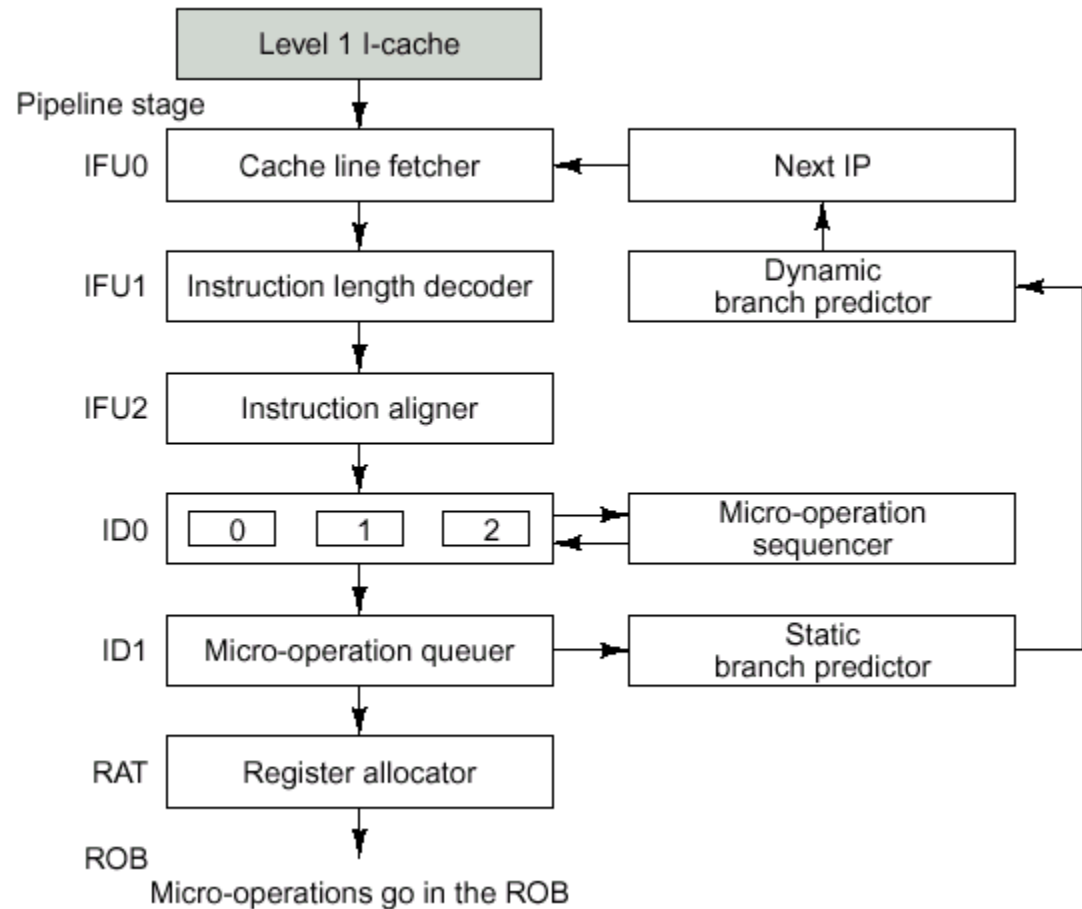 Level 1 I-cache
Pipeline stage
IFU0
Cache line fetcher
Next IP
IFU1
Instruction length decoder
Dynamic
branch predictor
IFU2
Instruction aligner
ID0
0
1
2
Micro-operation
sequencer
ID1
Micro-operation queuer
Static
branch predictor
RAT
Register allocator
ROB
Micro-operations go in the ROB